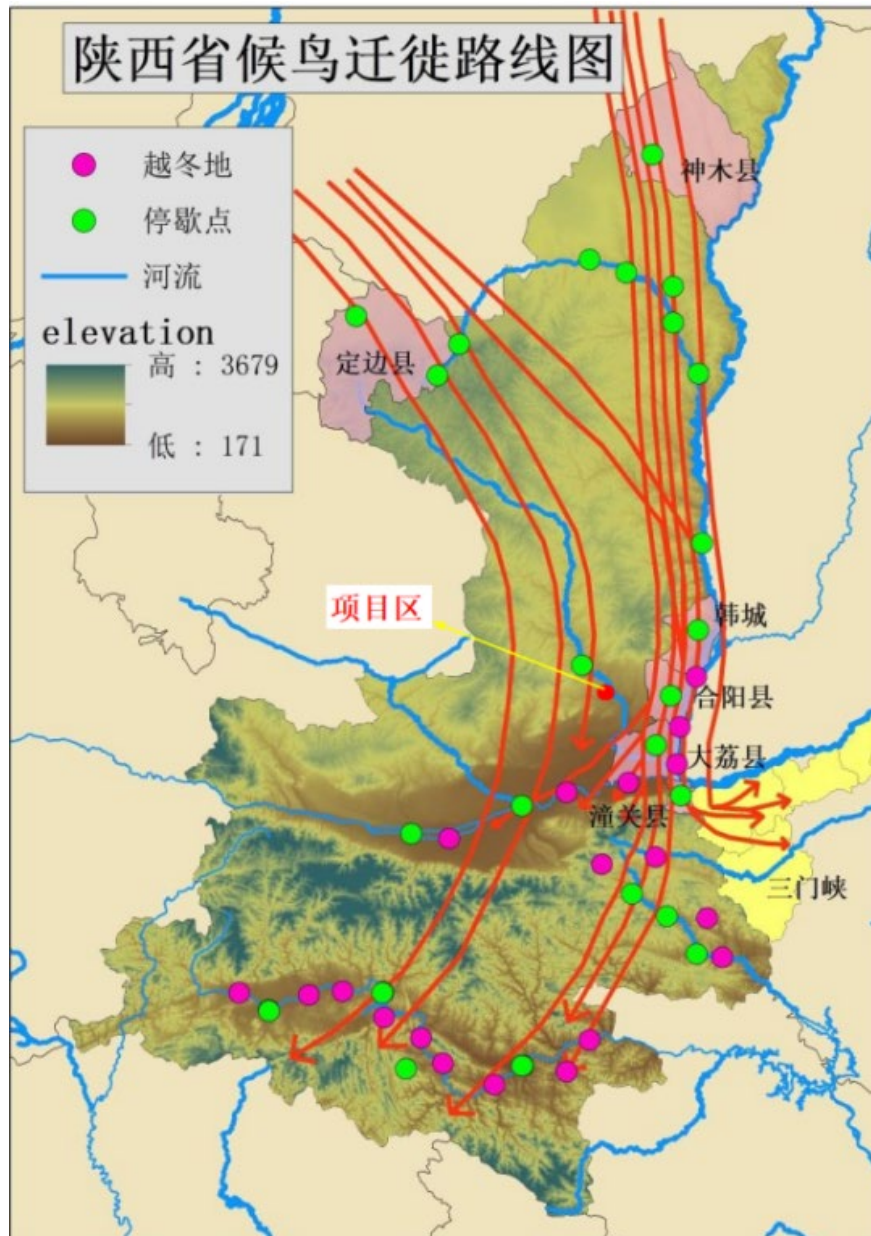 陕西省候鸟迁徙路线图
越冬地
停歇点
河流
elevation
高 : 3679
低 : 171
神木县
定边县
项目区
韩城
合阳县
大荔县
潼关县
三门峡